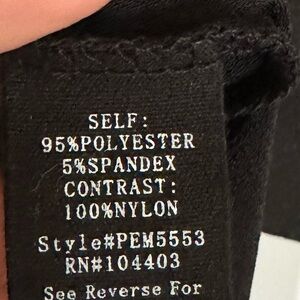 SELF:
95%POLYESTER
5%SPANDEX
CONTRAST:
100%NYLON
Style#PEM5553
RN#104403
See Reverse For